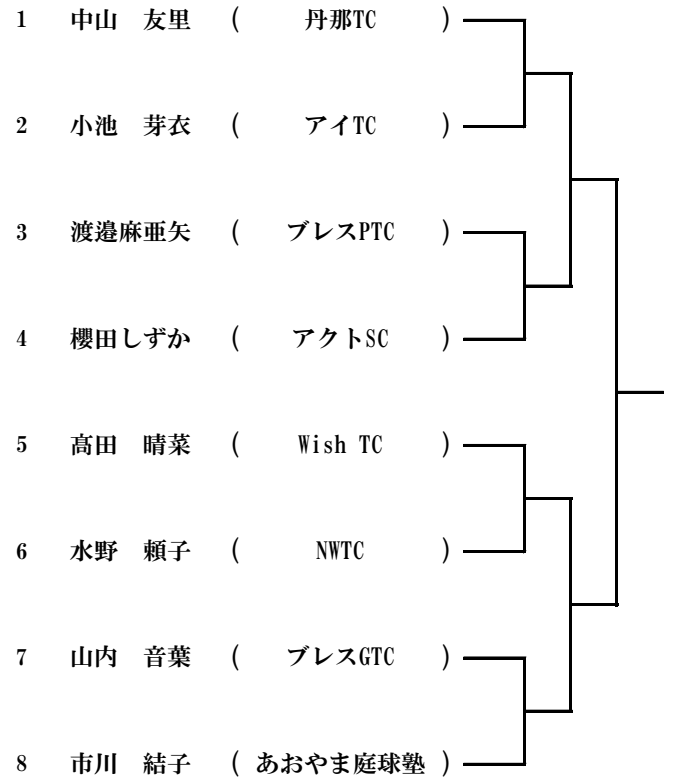 1 中山　友里 ( 丹那TC )
2 小池　芽衣 ( アイTC )
3 渡邉麻亜矢 ( ブレスPTC )
4 櫻田しずか ( アクトSC )
5 髙田　晴菜 ( Wish TC )
6 水野　頼子 ( NWTC )
7 山内　音葉 ( ブレスGTC )
8 市川　結子 ( あおやま庭球塾 )